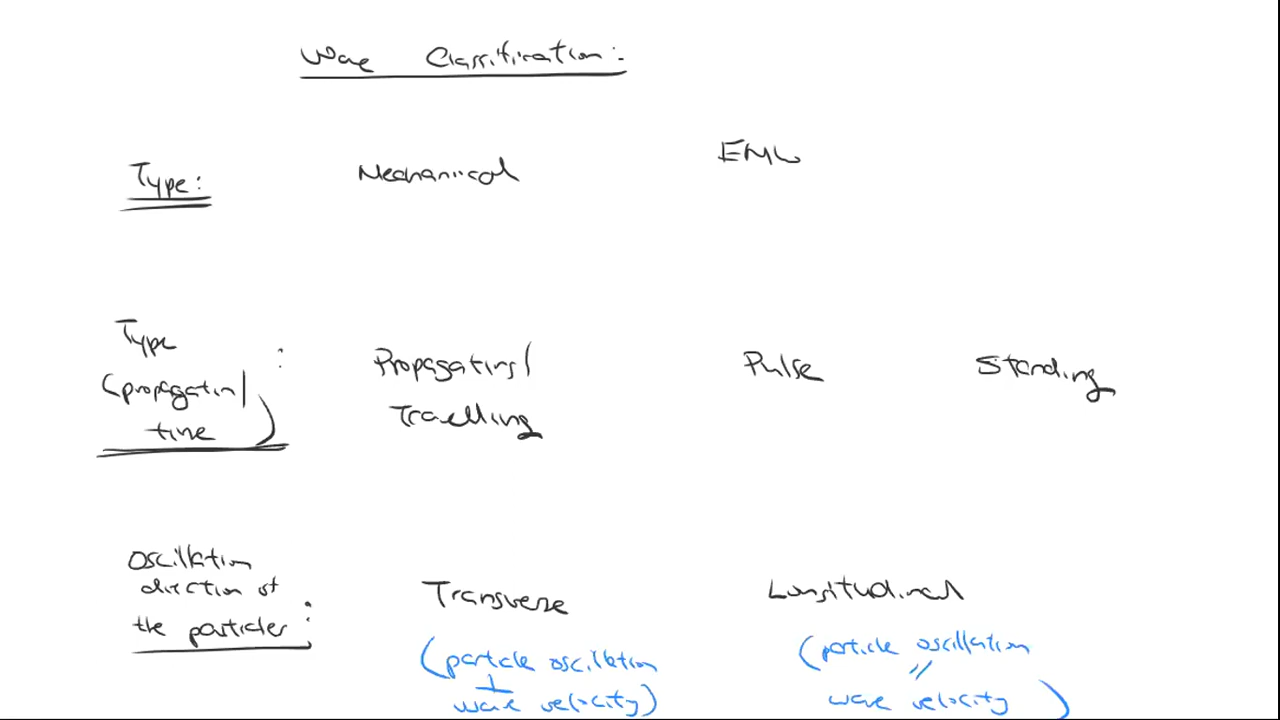 Wave Classification:
Type: Mechanical EMW
Type
(propagation/
time) : Propagating/ Pulse Standing
Travelling
Oscillation
direction of
the particles: Transverse Longitudinal
(particle oscillation
⊥
wave velocity)
(particle oscillation
//
wave velocity)